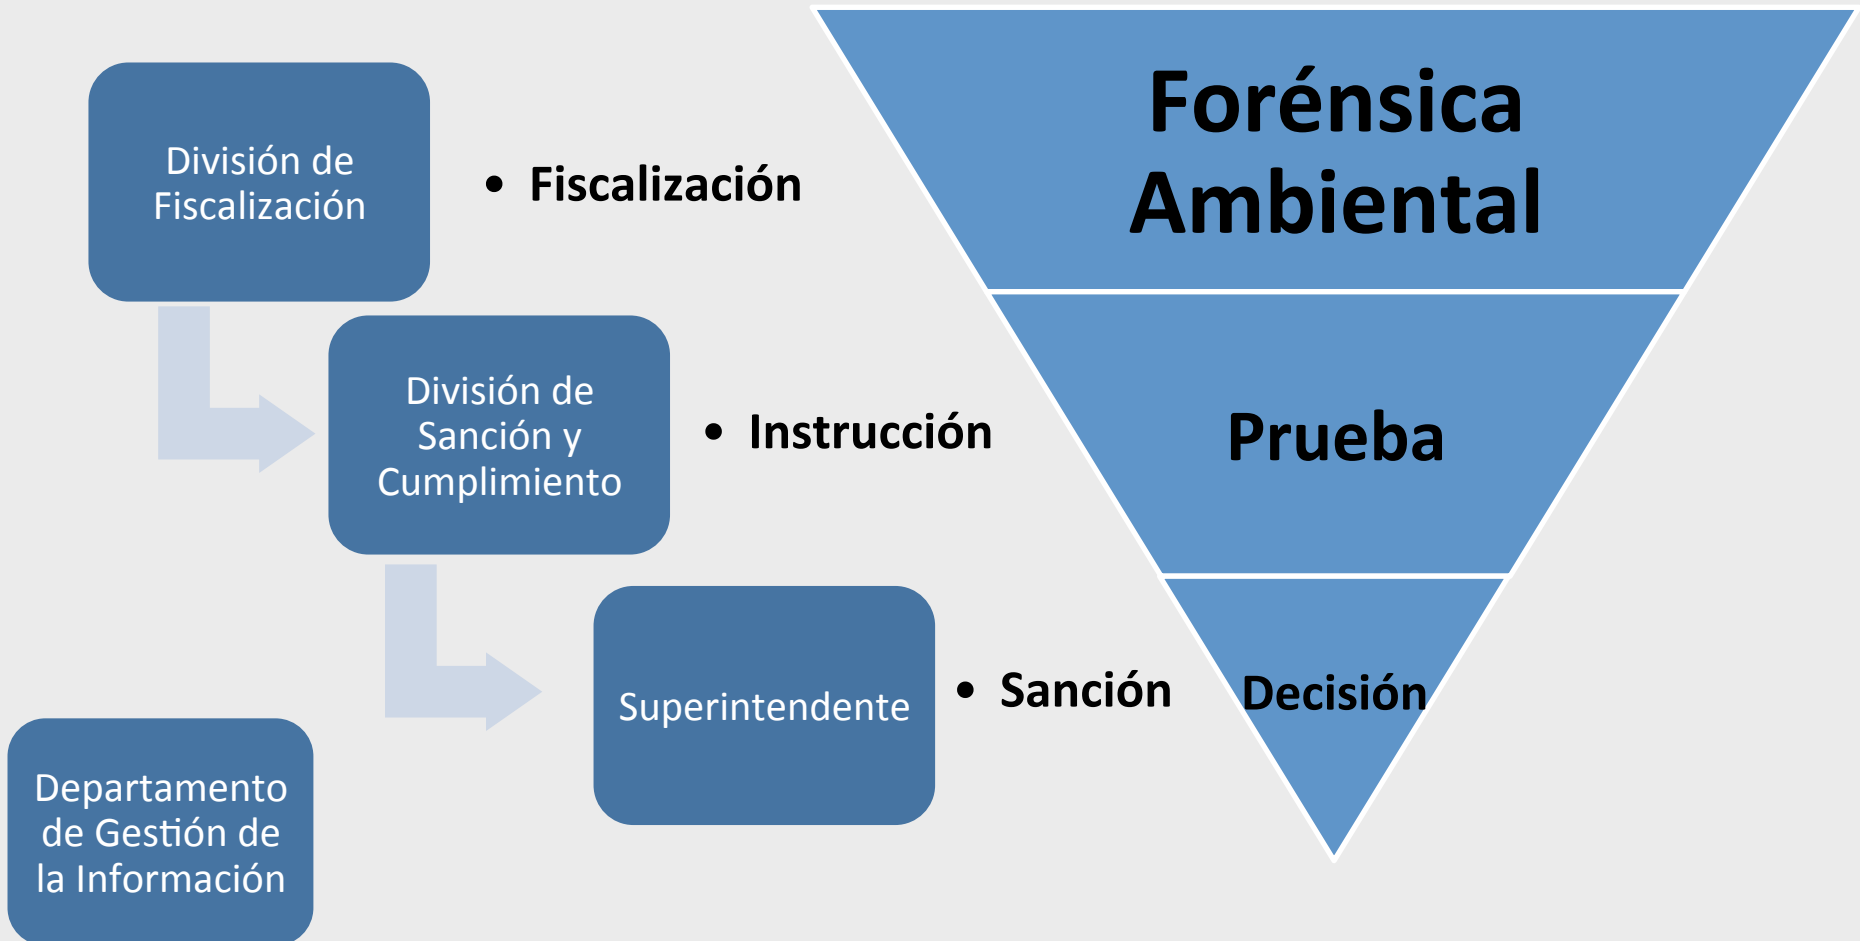 División de
Fiscalización
• Fiscalización
División de
Sanción y
Cumplimiento
• Instrucción
Superintendente
• Sanción
Departamento
de Gestión de
la Información
Forénsica
Ambiental
Prueba
Decisión